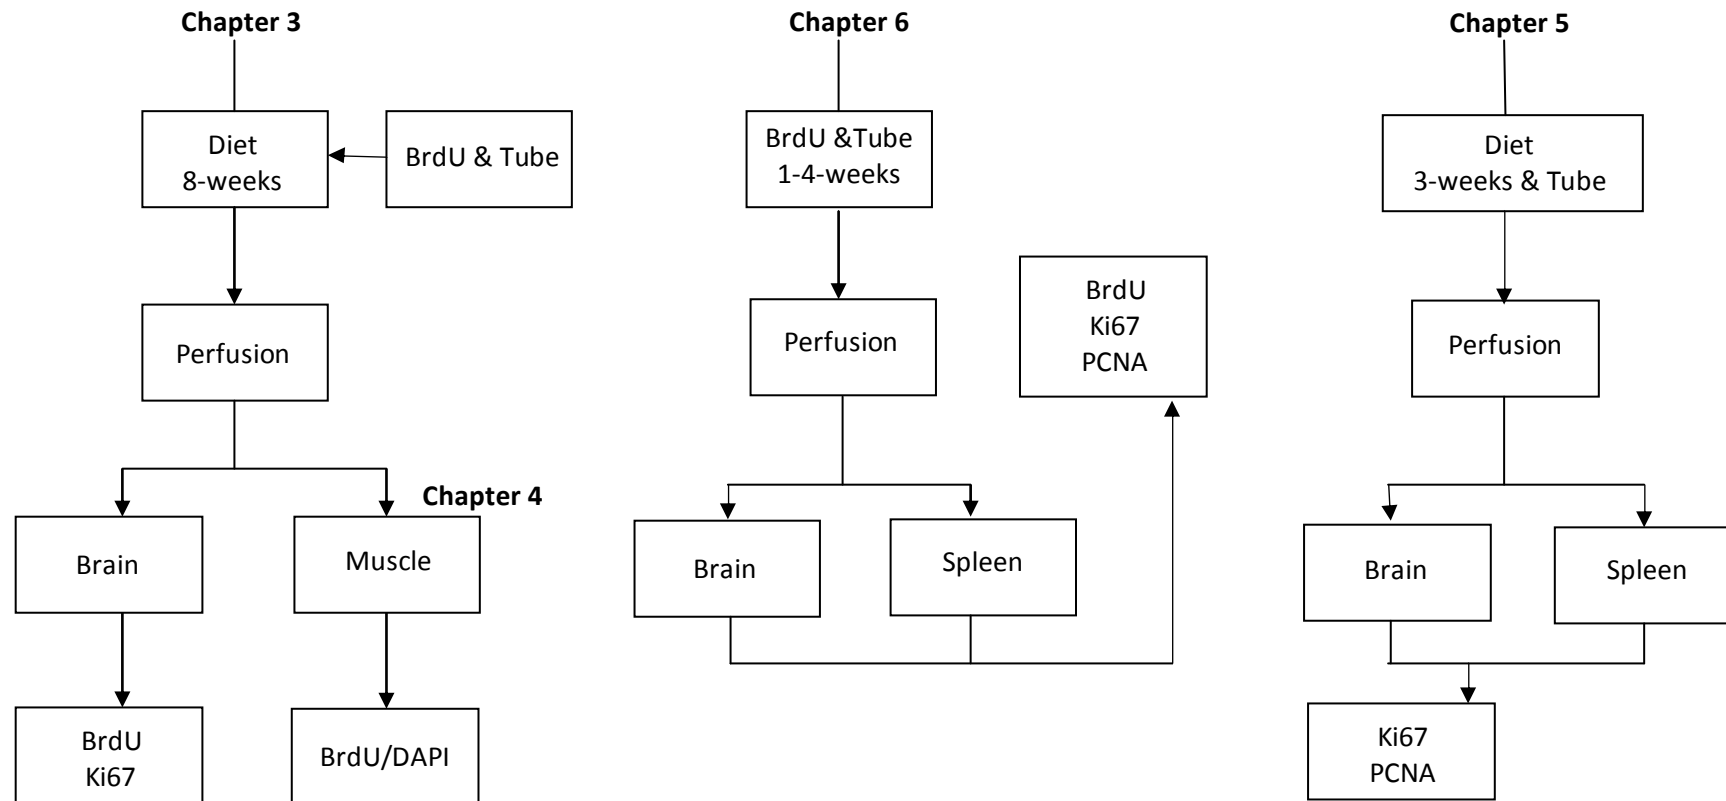 Chapter 3
Diet
8-weeks
BrdU & Tube
Perfusion
Chapter 4
Brain
Muscle
BrdU
Ki67
BrdU/DAPI
Chapter 6
BrdU &Tube
1-4-weeks
Perfusion
BrdU
Ki67
PCNA
Brain
Spleen
Chapter 5
Diet
3-weeks & Tube
Perfusion
Brain
Spleen
Ki67
PCNA